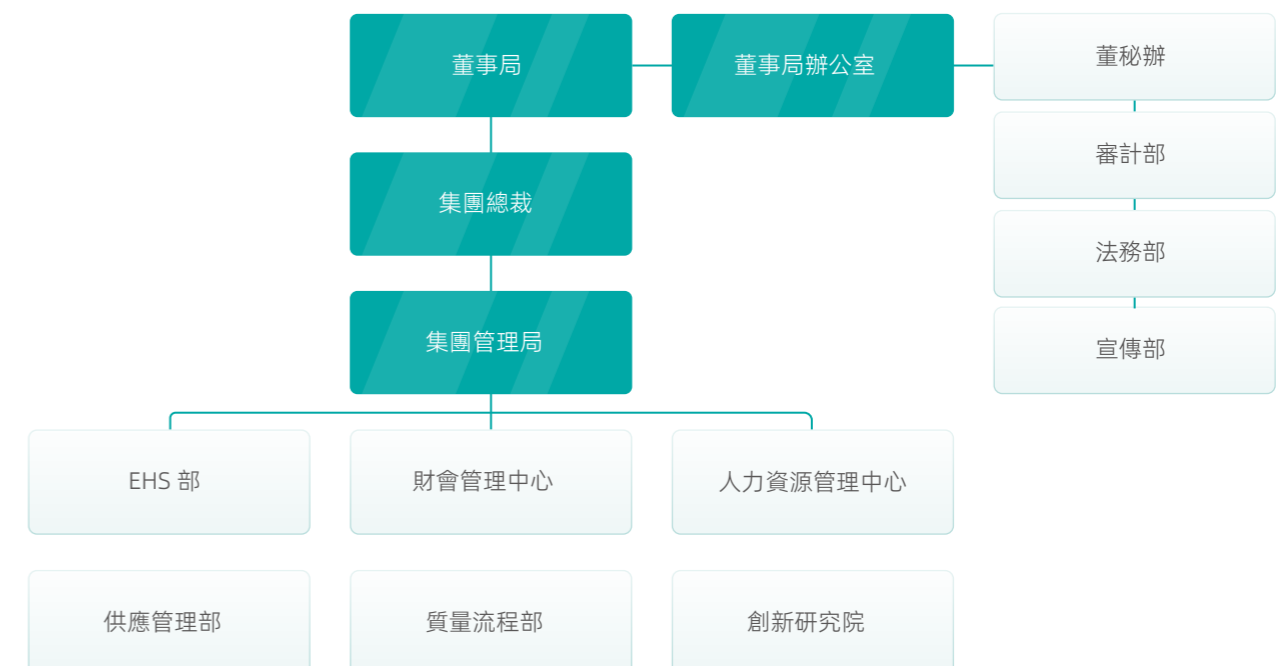 董事局
董事局辦公室
董秘辦
審計部
集團總裁
法務部
集團管理局
宣傳部
EHS 部
財會管理中心
人力資源管理中心
供應管理部
質量流程部
創新研究院